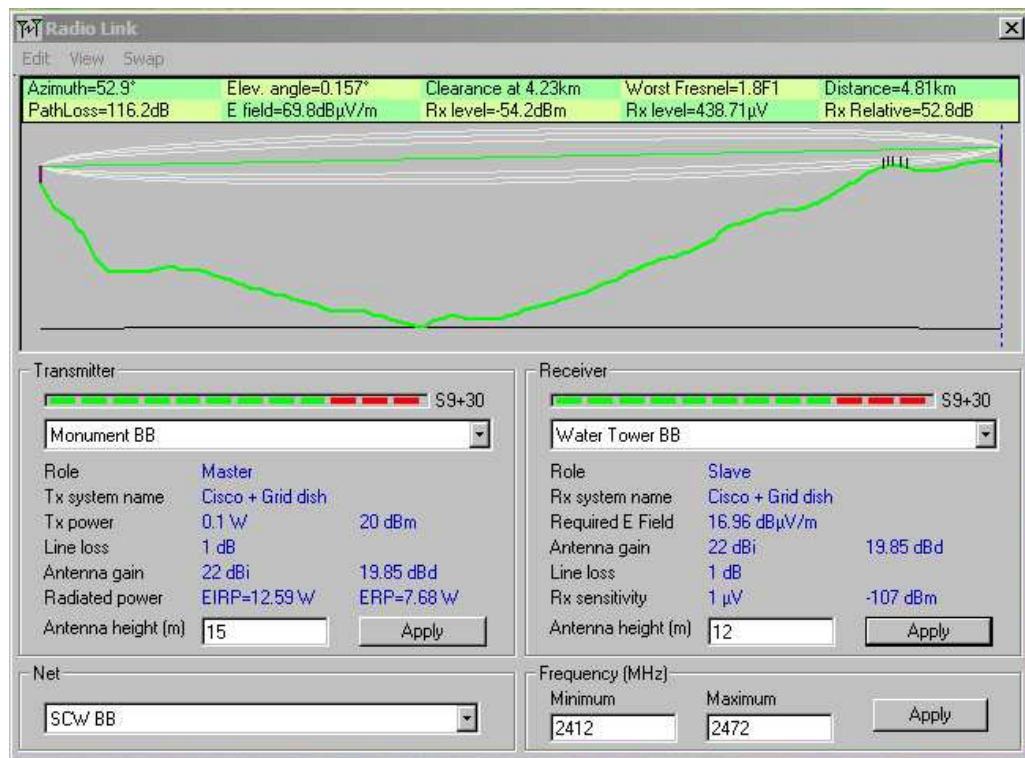 Radio Link
Edit View Swap
Azimuth=52.9° Elev. angle=0.157° Clearance at 4.23km Worst Fresnel=1.8F1 Distance=4.81km
PathLoss=116.2dB E field=69.8dBµV/m Rx level=-54.2dBm Rx level=438.71µV Rx Relative=52.8dB
Transmitter
S9+30
Monument BB
Role Master
Tx system name Cisco + Grid dish
Tx power 0.1 W 20 dBm
Line loss 1 dB
Antenna gain 22 dBi 19.85 dBd
Radiated power EIRP=12.59 W ERP=7.68 W
Antenna height (m) 15 Apply
Receiver
S9+30
Water Tower BB
Role Slave
Rx system name Cisco + Grid dish
Required E Field 16.96 dBµV/m
Antenna gain 22 dBi 19.85 dBd
Line loss 1 dB
Rx sensitivity 1 µV -107 dBm
Antenna height (m) 12 Apply
Net
SCW BB
Frequency (MHz)
Minimum Maximum
2412 2472 Apply